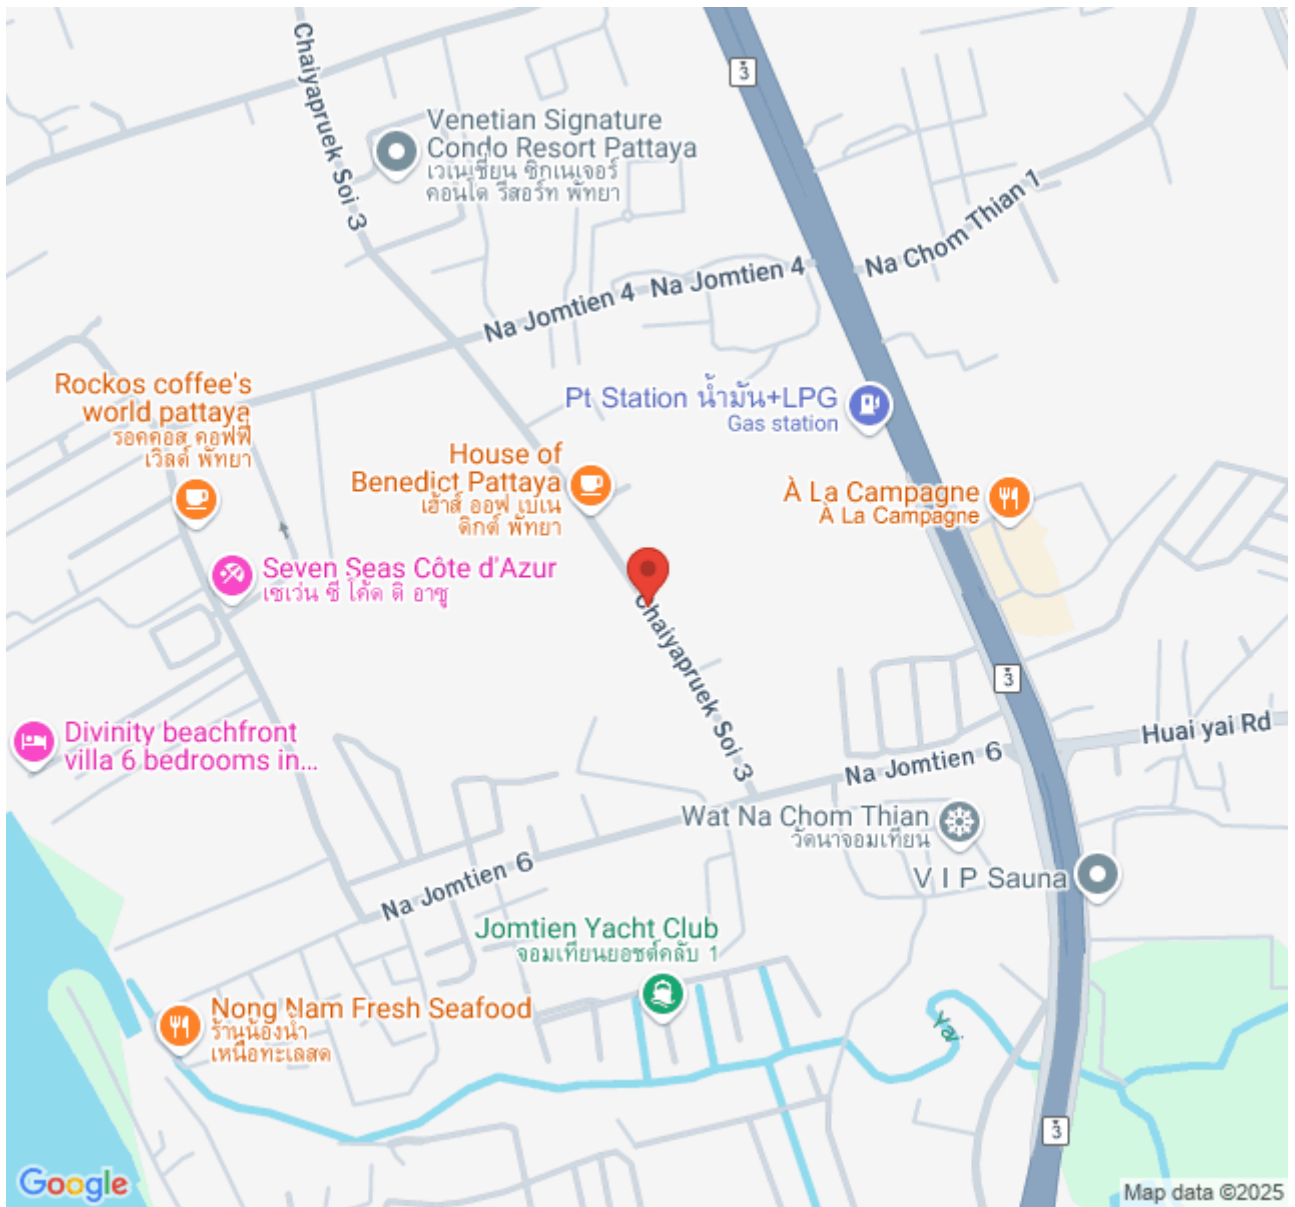 Chaiyapruek Soi 3
3
Venetian Signature
Condo Resort Pattaya
เวเนเชี่ยน ซิกเนเจอร์
คอนโด รีสอร์ท พัทยา
Na Chom Thian 1
Na Jomtien 4
Na Jomtien 4
Rockos coffee's
world pattaya
รอคคอส คอฟฟี่
เวิลด์ พัทยา
Pt Station น้ำมัน+LPG
Gas station
House of
Benedict Pattaya
เฮ้าส์ ออฟ เบเน
ดิกต์ พัทยา
À La Campagne
À La Campagne
Seven Seas Côte d'Azur
เซเว่น ซี โค้ด ดิ อาซู
Chaiyapruek Soi 3
3
Divinity beachfront
villa 6 bedrooms in...
Huai yai Rd
Na Jomtien 6
Wat Na Chom Thian
วัดนาจอมเทียน
V I P Sauna
Na Jomtien 6
Jomtien Yacht Club
จอมเทียนยอชต์คลับ 1
Nong Nam Fresh Seafood
ร้านน้องน้ำ
เหนือทะเลสด
Yai
3
Google
Map data ©2025